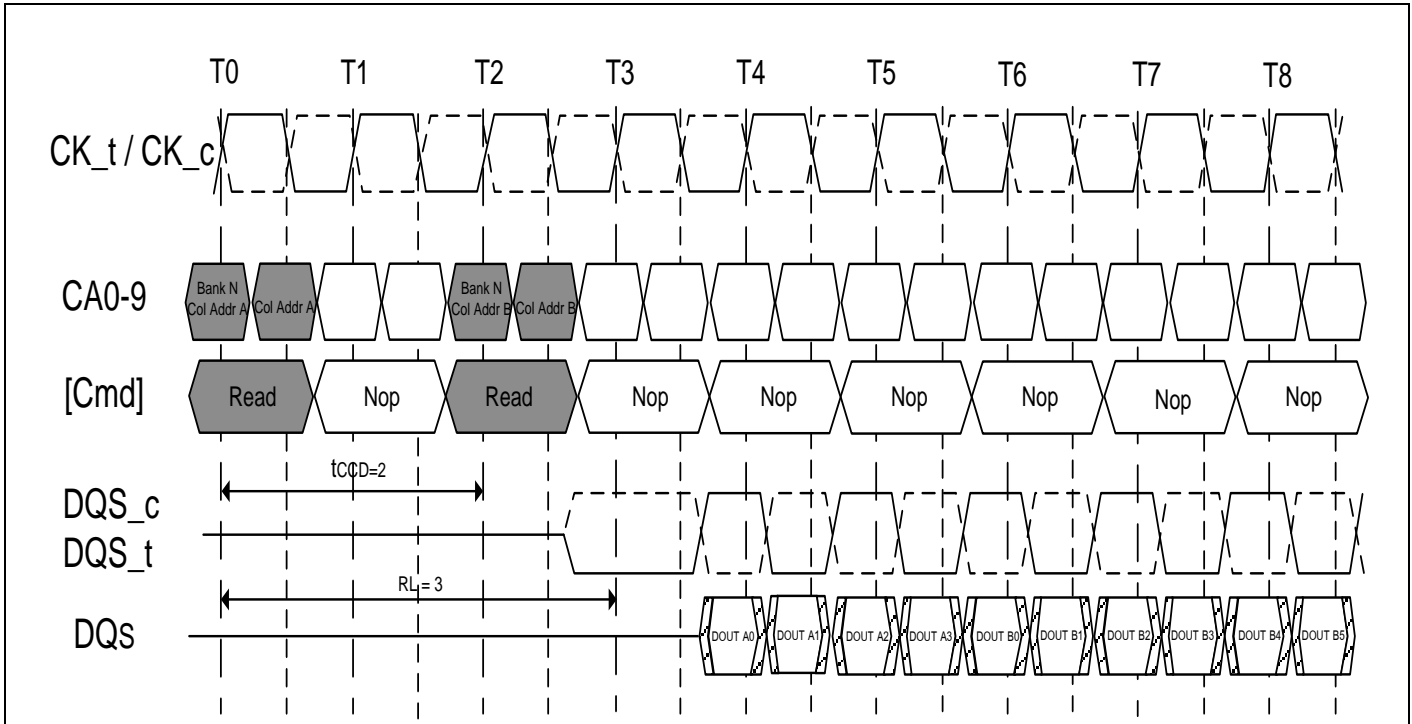 T0 T1 T2 T3 T4 T5 T6 T7 T8
CK_t / CK_c
CA0-9
Bank N
Col Addr A
Col Addr A
Bank N
Col Addr B
Col Addr B
[Cmd]
Read Nop Read Nop Nop Nop Nop Nop Nop
tCCD=2
DQS_c
DQS_t
RL = 3
DQs
DOUT A0 DOUT A1 DOUT A2 DOUT A3 DOUT B0 DOUT B1 DOUT B2 DOUT B3 DOUT B4 DOUT B5